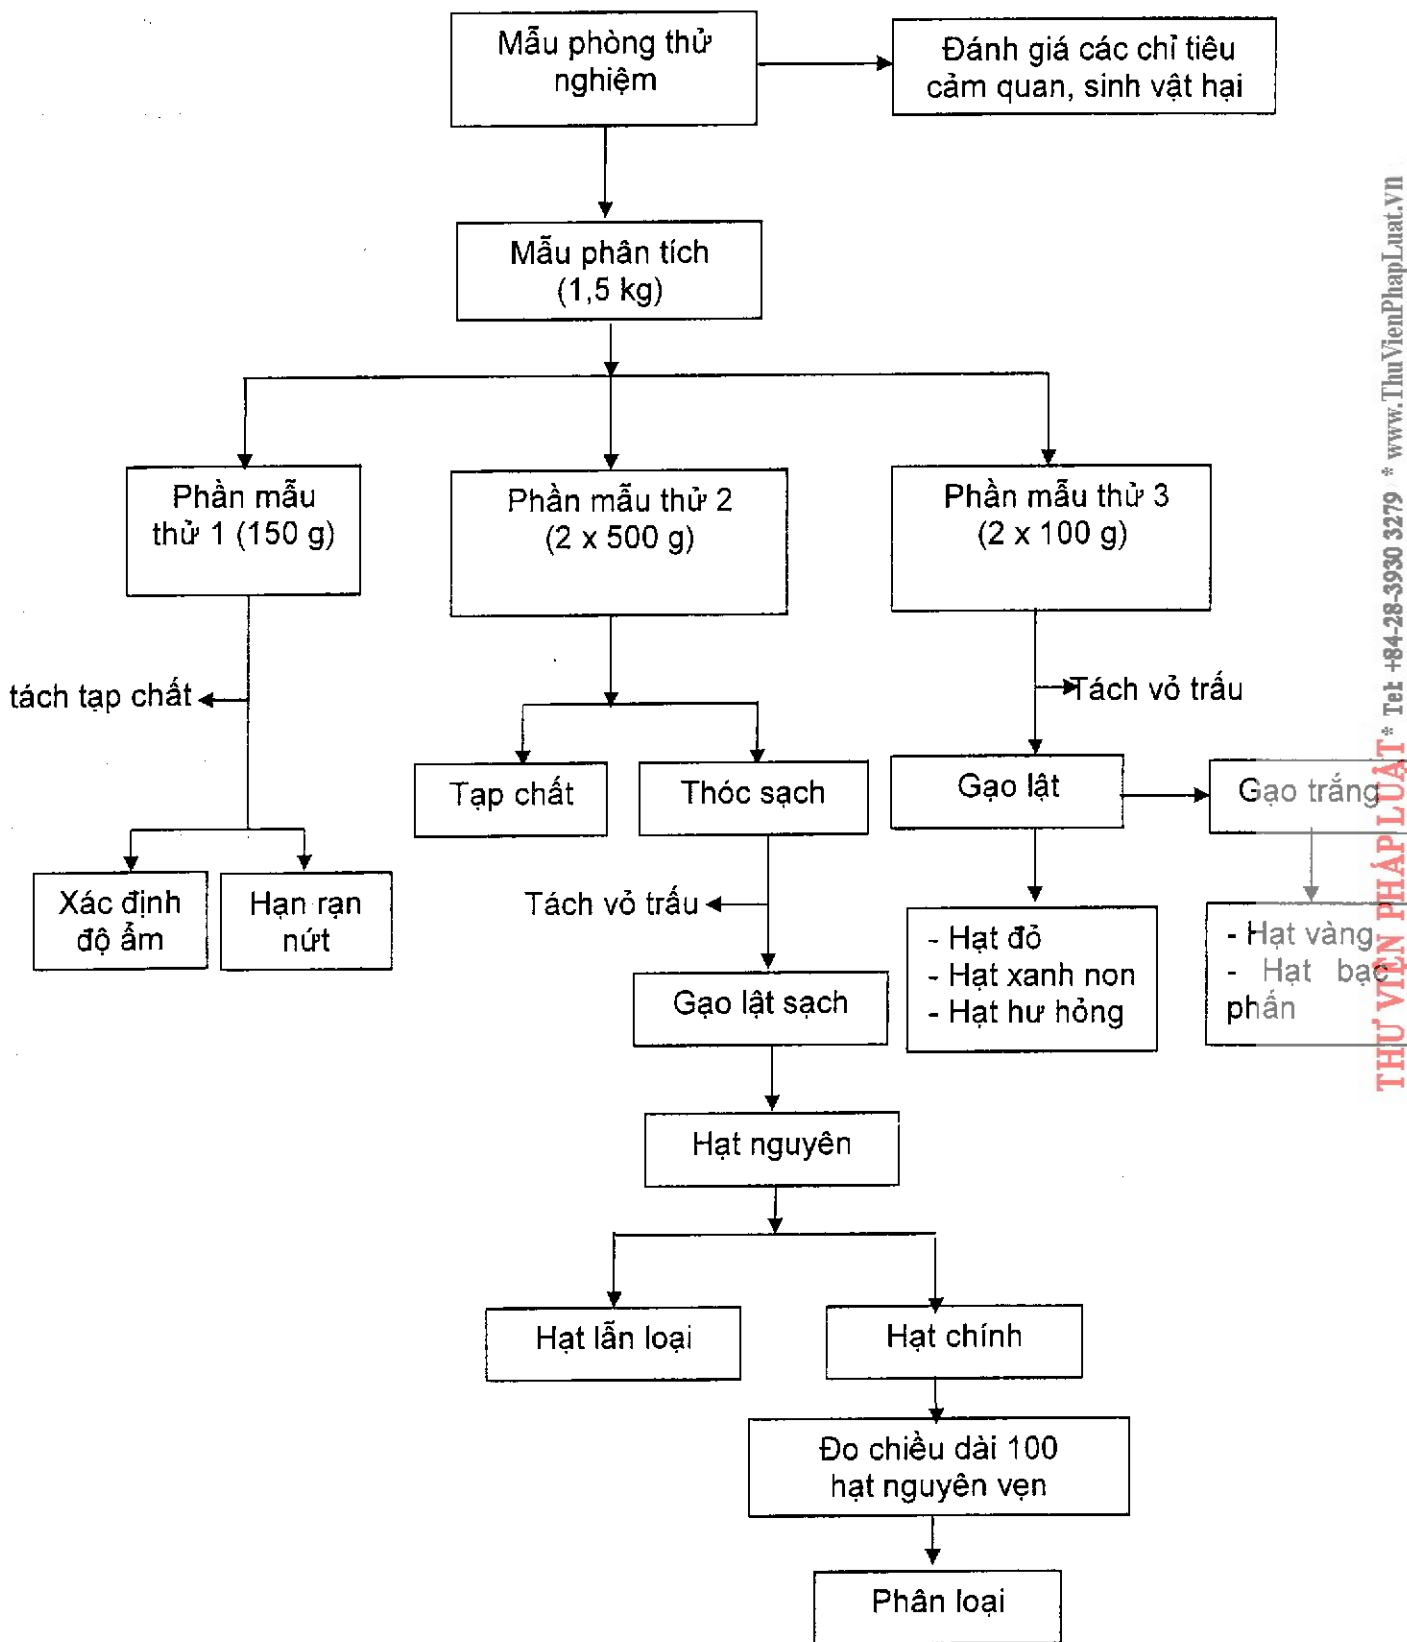 Mẫu phòng thử
nghiệm
Đánh giá các chỉ tiêu
cảm quan, sinh vật hại
Mẫu phân tích
(1,5 kg)
Phần mẫu
thử 1 (150 g)
Phần mẫu thử 2
(2 x 500 g)
Phần mẫu thử 3
(2 x 100 g)
tách tạp chất
Tách vỏ trấu
Tạp chất
Thóc sạch
Gạo lật
Gạo trắng
Xác định
độ ẩm
Hạn rạn
nứt
Tách vỏ trấu
- Hạt đỏ
- Hạt xanh non
- Hạt hư hỏng
- Hạt vàng
- Hạt bạc
phấn
Gạo lật sạch
Hạt nguyên
Hạt lẫn loại
Hạt chính
Đo chiều dài 100
hạt nguyên vẹn
Phân loại
THƯ VIỆN PHÁP LUẬT * Tel: +84-28-3930 3279 * www.ThuVienPhapLuat.vn